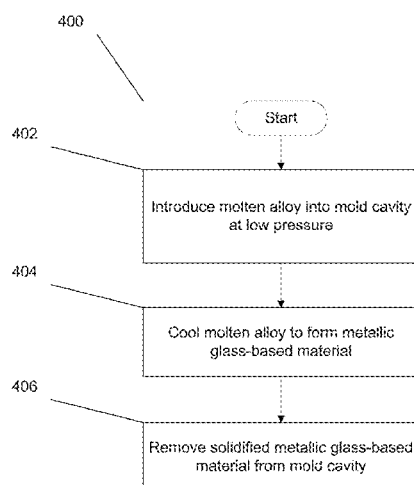 400
Start
402
Introduce molten alloy into mold cavity
at low pressure
404
Cool molten alloy to form metallic
glass-based material
406
Remove solidified metallic glass-based
material from mold cavity